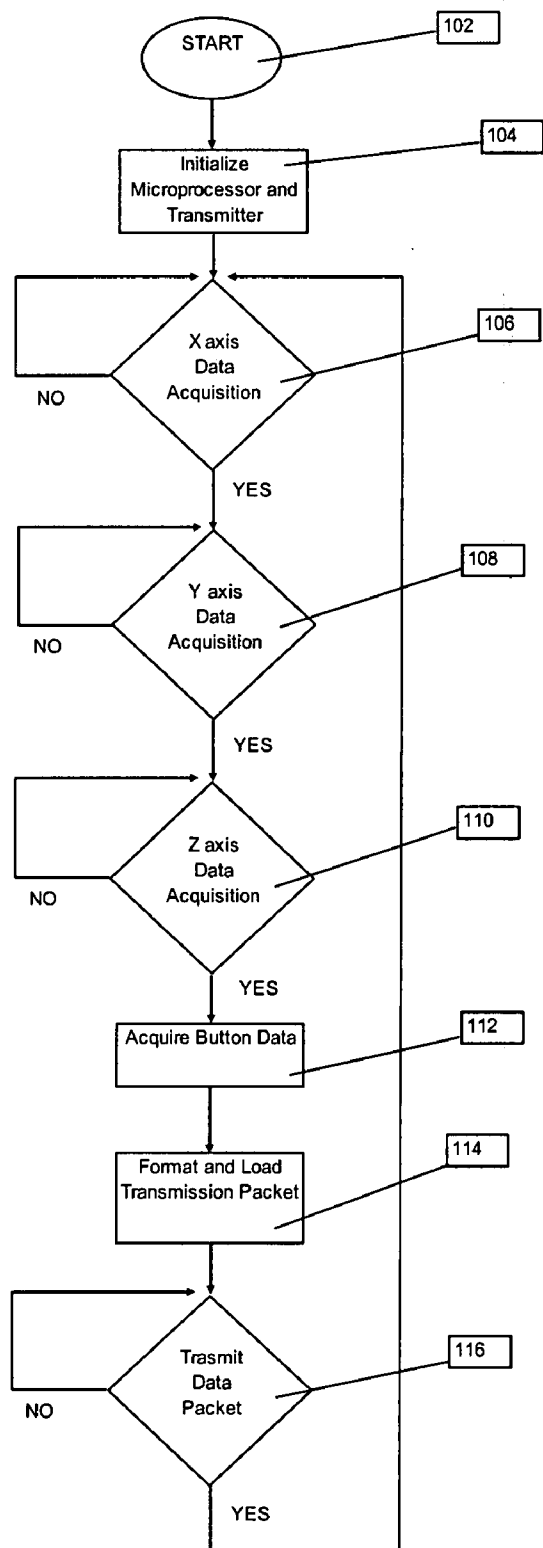 START
102
104
Initialize
Microprocessor and
Transmitter
X axis
Data
Acquisition
106
NO
YES
Y axis
Data
Acquisition
108
NO
YES
Z axis
Data
Acquisition
110
NO
YES
Acquire Button Data
112
Format and Load
Transmission Packet
114
Trasmit
Data
Packet
116
NO
YES